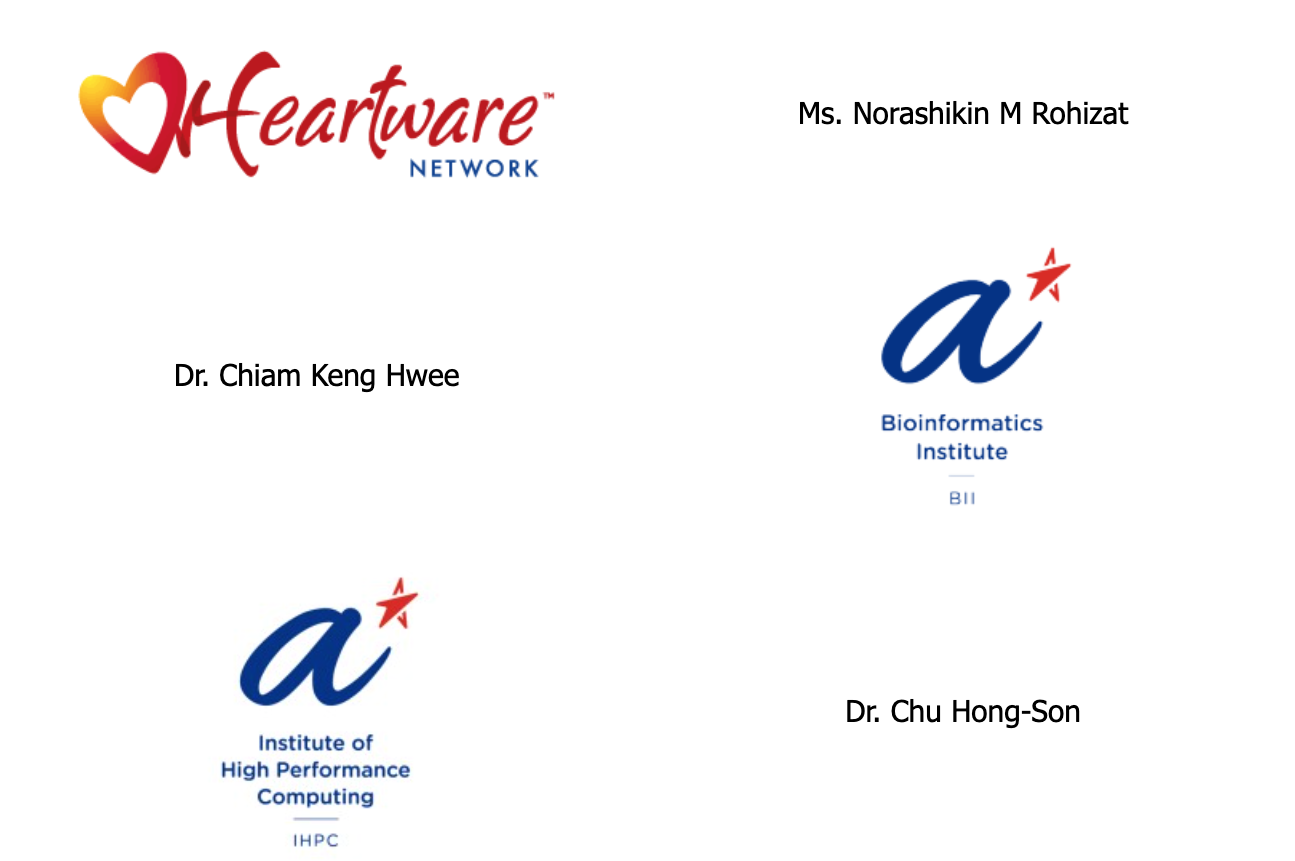 Heartware™
NETWORK
Ms. Norashikin M Rohizat
Dr. Chiam Keng Hwee
a
Bioinformatics
Institute
BII
a
Institute of
High Performance
Computing
IHPC
Dr. Chu Hong-Son